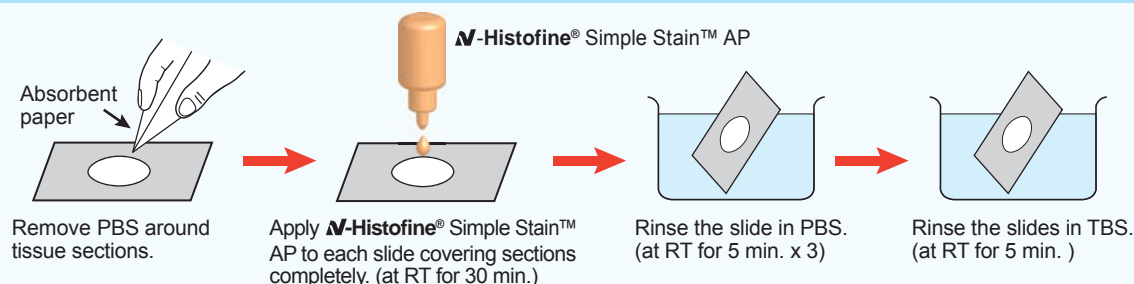 N-Histofine® Simple Stain™ AP
Absorbent
paper
Remove PBS around
tissue sections.
Apply N-Histofine® Simple Stain™
AP to each slide covering sections
completely. (at RT for 30 min.)
Rinse the slide in PBS.
(at RT for 5 min. x 3)
Rinse the slides in TBS.
(at RT for 5 min. )